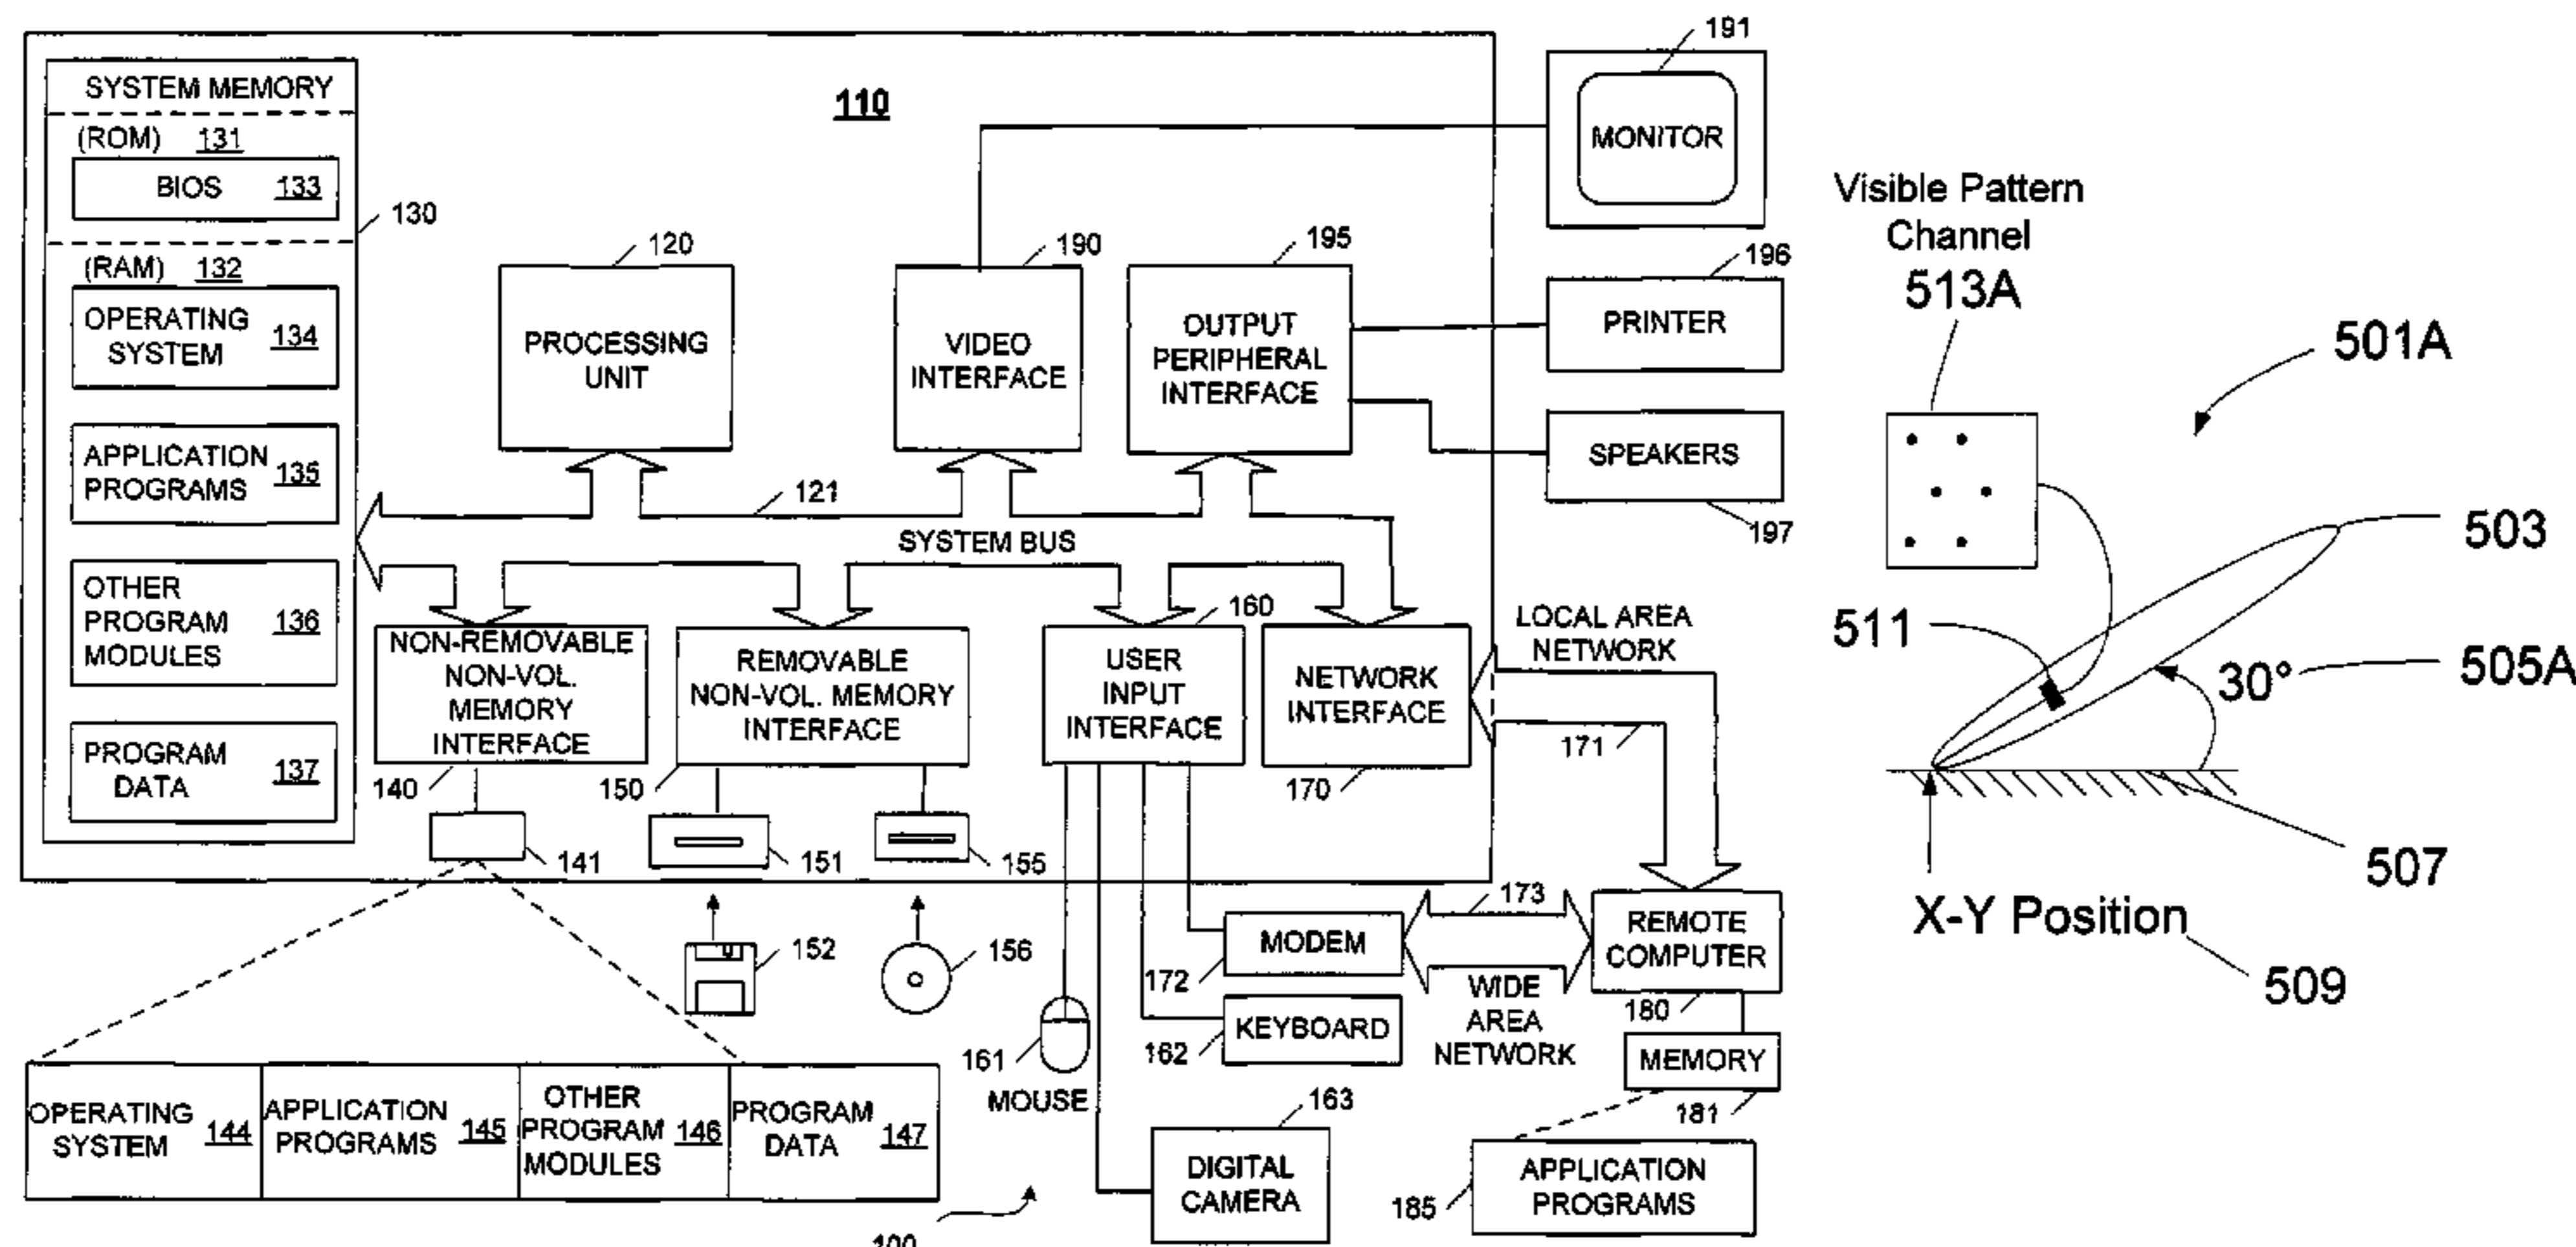 SYSTEM MEMORY
(ROM) 131
BIOS 133
130
(RAM) 132
OPERATING
SYSTEM 134
APPLICATION
PROGRAMS 135
OTHER
PROGRAM
MODULES 136
PROGRAM
DATA 137
110
120
PROCESSING
UNIT
190
VIDEO
INTERFACE
195
OUTPUT
PERIPHERAL
INTERFACE
191
MONITOR
196
PRINTER
SPEAKERS
197
121
SYSTEM BUS
NON-REMOVABLE
NON-VOL.
MEMORY
INTERFACE
140
REMOVABLE
NON-VOL. MEMORY
INTERFACE
150
160
USER
INPUT
INTERFACE
NETWORK
INTERFACE
170
LOCAL AREA
NETWORK
171
141
151
155
152
156
173
MODEM
172
WIDE
AREA
NETWORK
REMOTE
COMPUTER
180
KEYBOARD
162
161
MOUSE
MEMORY
181
163
DIGITAL
CAMERA
185
APPLICATION
PROGRAMS
OPERATING
SYSTEM 144
APPLICATION
PROGRAMS 145
OTHER
PROGRAM
MODULES 146
PROGRAM
DATA 147
100
Visible Pattern
Channel
513A
501A
503
511
30°
505A
507
X-Y Position
509